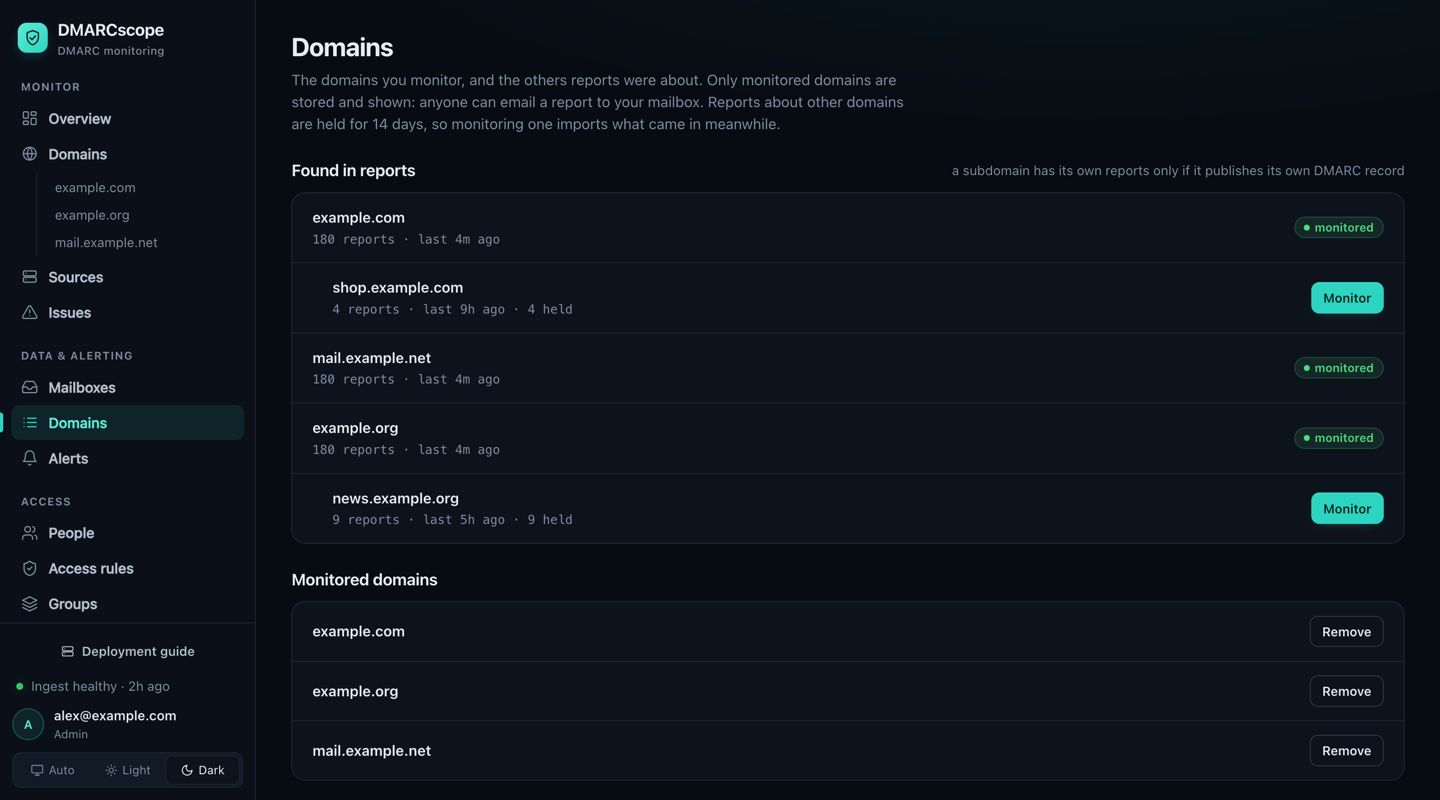 DMARCscope
DMARC monitoring
MONITOR
Overview
Domains
example.com
example.org
mail.example.net
Sources
Issues
DATA & ALERTING
Mailboxes
Domains
Alerts
ACCESS
People
Access rules
Groups
Deployment guide
Ingest healthy · 2h ago
A
alex@example.com
Admin
Auto
Light
Dark
Domains
The domains you monitor, and the others reports were about. Only monitored domains are
stored and shown: anyone can email a report to your mailbox. Reports about other domains
are held for 14 days, so monitoring one imports what came in meanwhile.
Found in reports
a subdomain has its own reports only if it publishes its own DMARC record
example.com
180 reports · last 4m ago
monitored
shop.example.com
4 reports · last 9h ago · 4 held
Monitor
mail.example.net
180 reports · last 4m ago
monitored
example.org
180 reports · last 4m ago
monitored
news.example.org
9 reports · last 5h ago · 9 held
Monitor
Monitored domains
example.com
Remove
example.org
Remove
mail.example.net
Remove